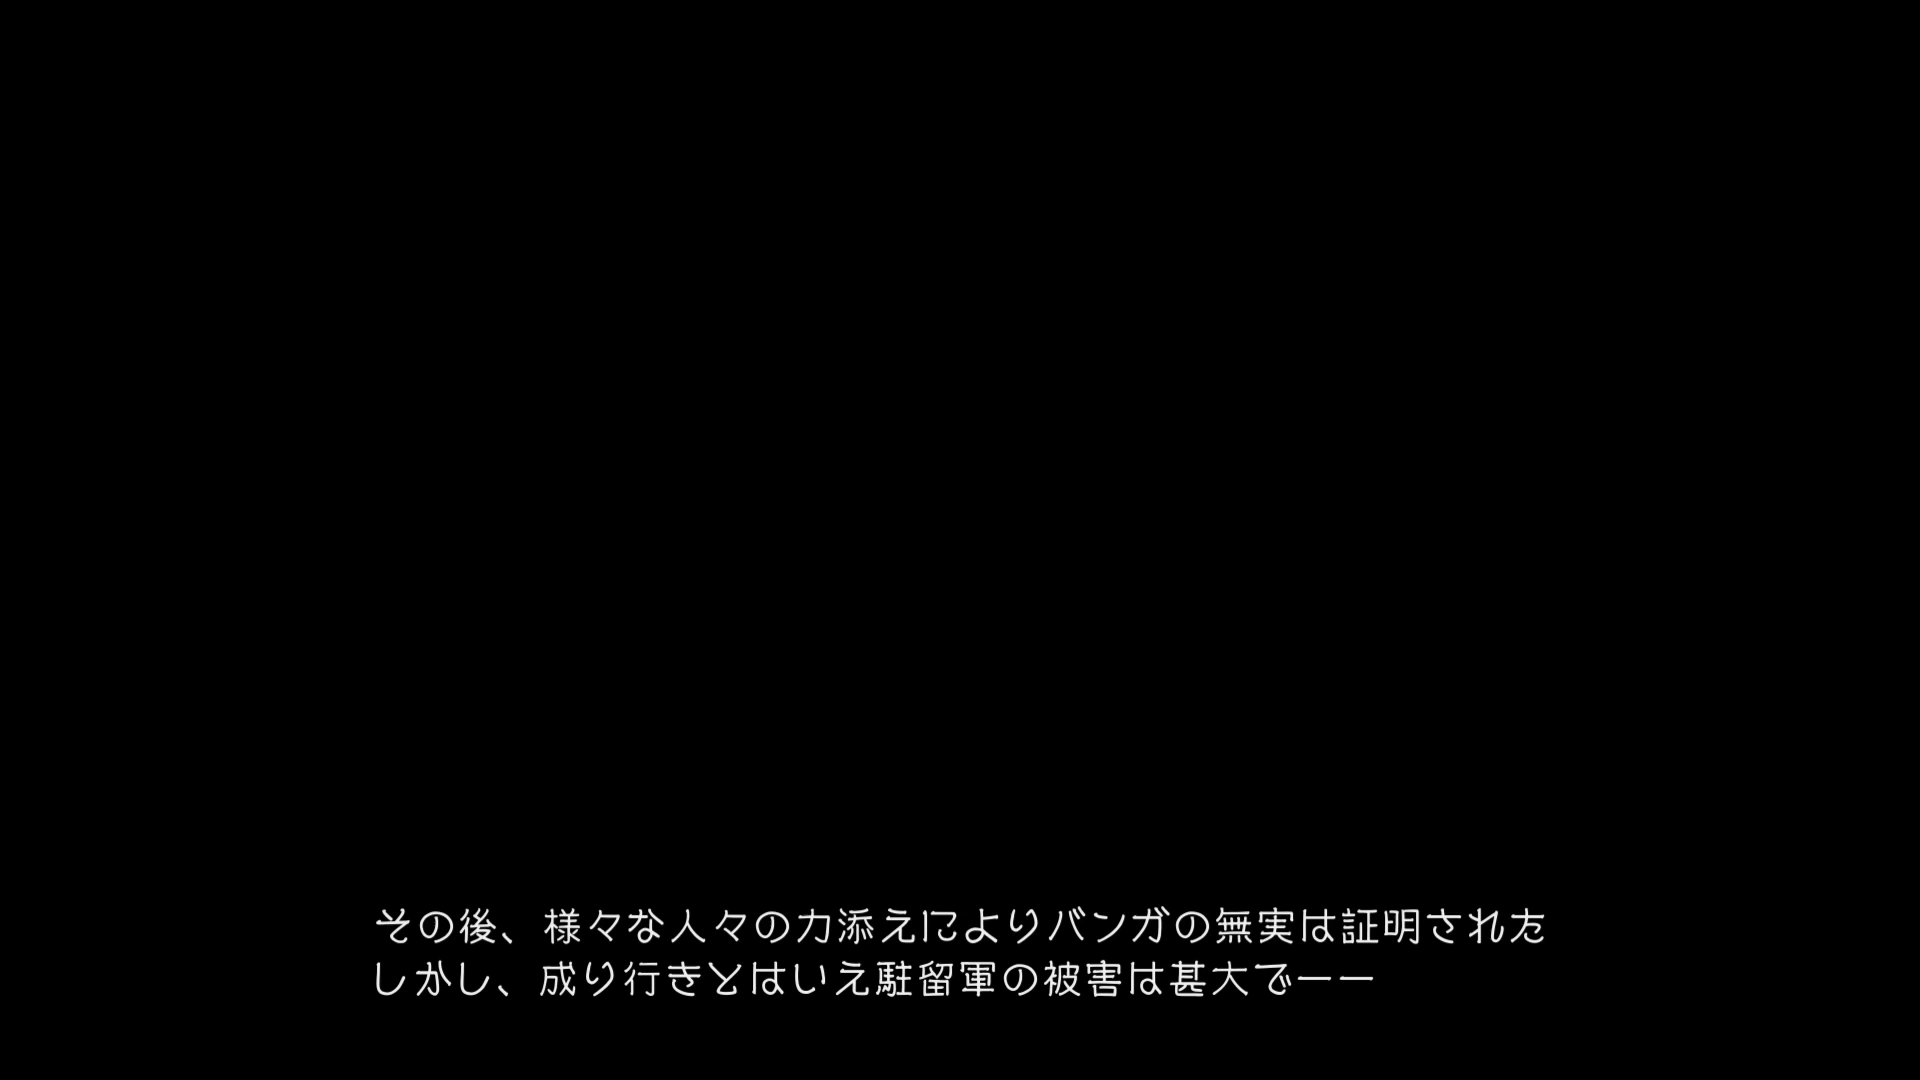 その後、様々な人々の力添えによりバンガの無実は証明された
しかし、成り行きとはいえ駐留軍の被害は甚大でーー